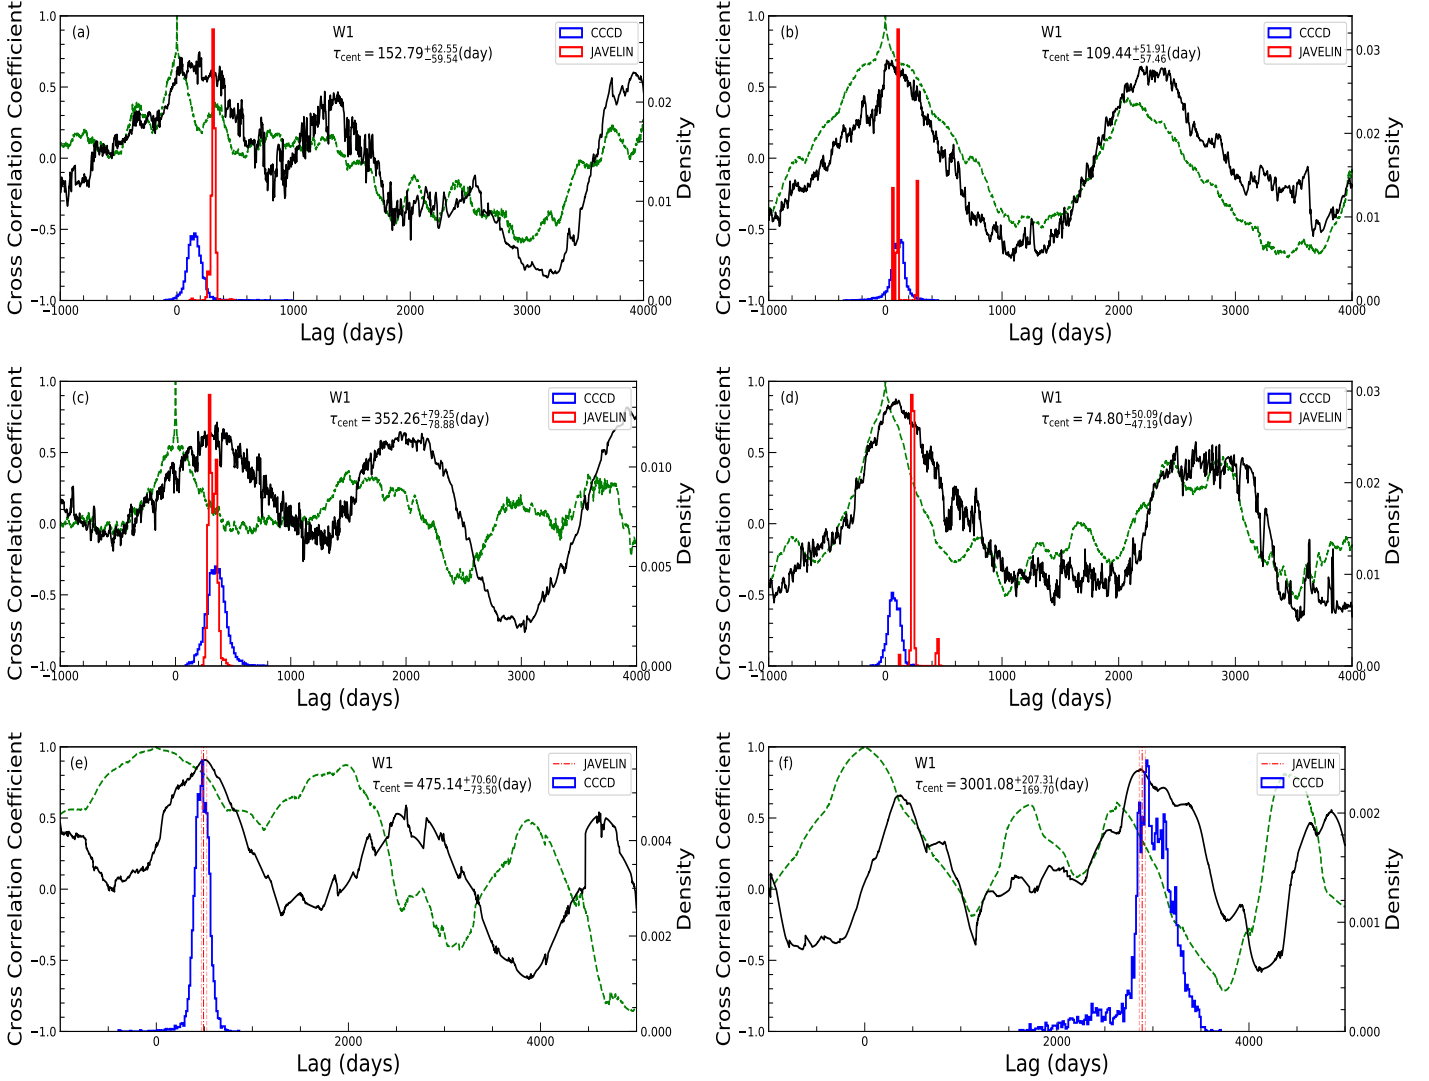 (a)
W1
τcent = 152.79+62.55−59.54(day)
CCCD
JAVELIN
1.0
0.5
0.0
−0.5
−1.0
−1000
0
1000
2000
3000
4000
0.02
0.01
0.00
Cross Correlation Coefficient
Density
Lag (days)
(b)
W1
τcent = 109.44+51.91−57.46(day)
CCCD
JAVELIN
1.0
0.5
0.0
−0.5
−1.0
−1000
0
1000
2000
3000
4000
0.03
0.02
0.01
0.00
Cross Correlation Coefficient
Density
Lag (days)
(c)
W1
τcent = 352.26+79.25−78.88(day)
CCCD
JAVELIN
1.0
0.5
0.0
−0.5
−1.0
−1000
0
1000
2000
3000
4000
0.010
0.005
0.000
Cross Correlation Coefficient
Density
Lag (days)
(d)
W1
τcent = 74.80+50.09−47.19(day)
CCCD
JAVELIN
1.0
0.5
0.0
−0.5
−1.0
−1000
0
1000
2000
3000
4000
0.03
0.02
0.01
0.00
Cross Correlation Coefficient
Density
Lag (days)
(e)
W1
τcent = 475.14+70.60−73.50(day)
JAVELIN
CCCD
1.0
0.5
0.0
−0.5
−1.0
0
2000
4000
0.004
0.002
0.000
Cross Correlation Coefficient
Density
Lag (days)
(f)
W1
τcent = 3001.08+207.31−169.70(day)
JAVELIN
CCCD
1.0
0.5
0.0
−0.5
−1.0
0
2000
4000
0.002
0.001
0.000
Cross Correlation Coefficient
Density
Lag (days)